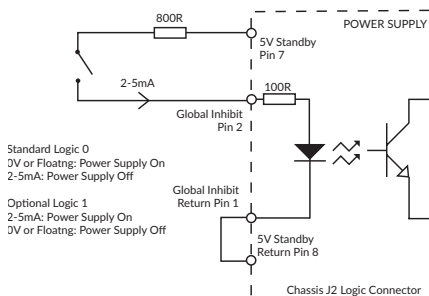 800R
POWER SUPPLY
5V Standby
Pin 7
2-5mA
100R
Global Inhibit
Pin 2
Standard Logic 0
0V or Floatng: Power Supply On
2-5mA: Power Supply Off
Global Inhibit
Return Pin 1
Optional Logic 1
2-5mA: Power Supply On
0V or Floatng: Power Supply Off
5V Standby
Return Pin 8
Chassis J2 Logic Connector